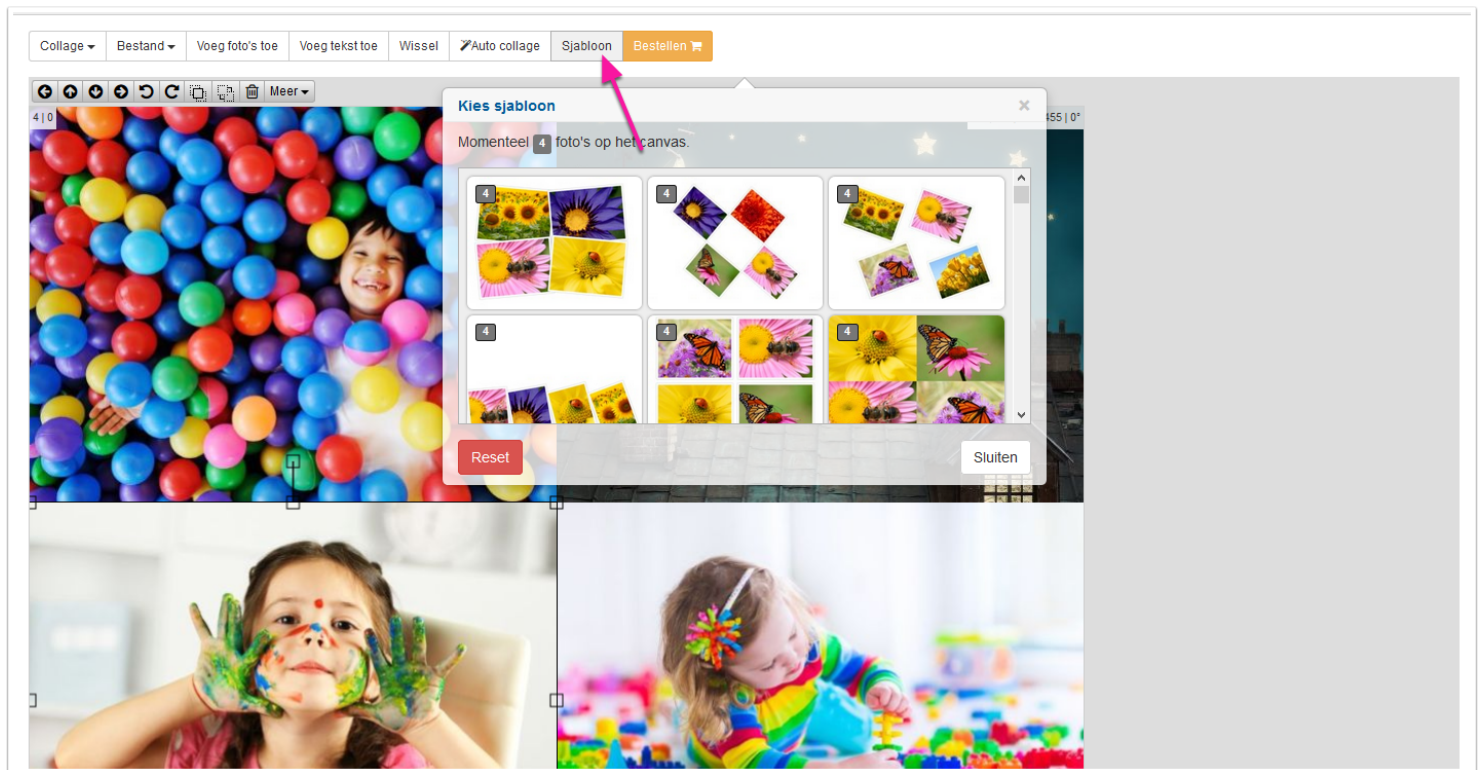 Collage Bestand Voeg foto's toe Voeg tekst toe Wissel Auto collage Sjabloon Bestellen
Meer
4 | 0
455 | 0°
Kies sjabloon ×
Momenteel 4 foto's op het canvas.
4 4 4
4 4 4
Reset Sluiten